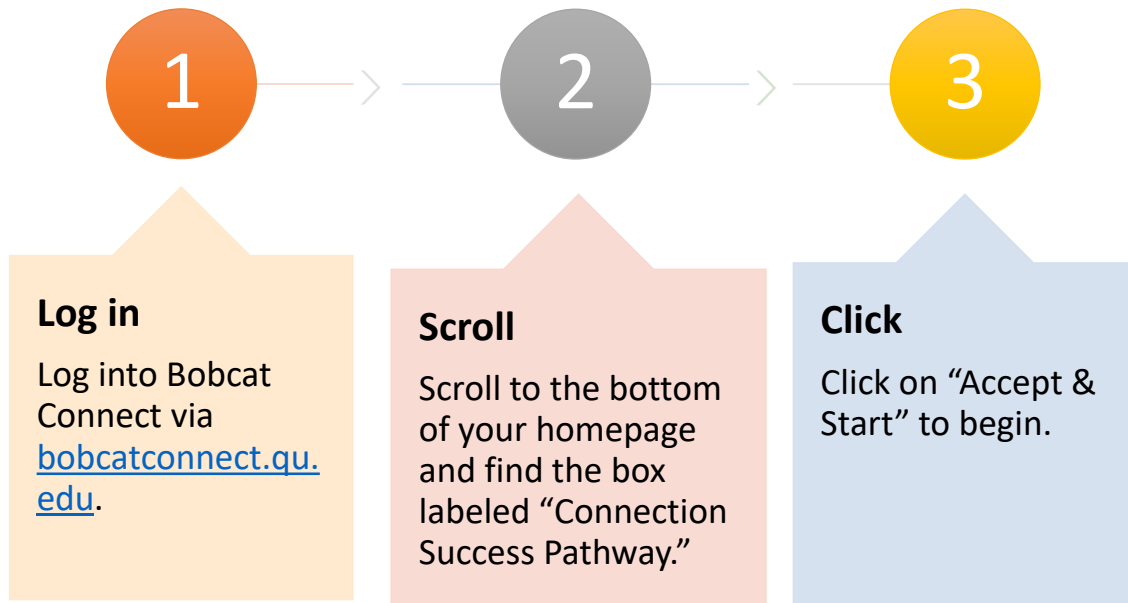 1
2
3
Log in
Log into Bobcat
Connect via
bobcatconnect.qu.
edu.
Scroll
Scroll to the bottom
of your homepage
and find the box
labeled “Connection
Success Pathway.”
Click
Click on “Accept &
Start” to begin.